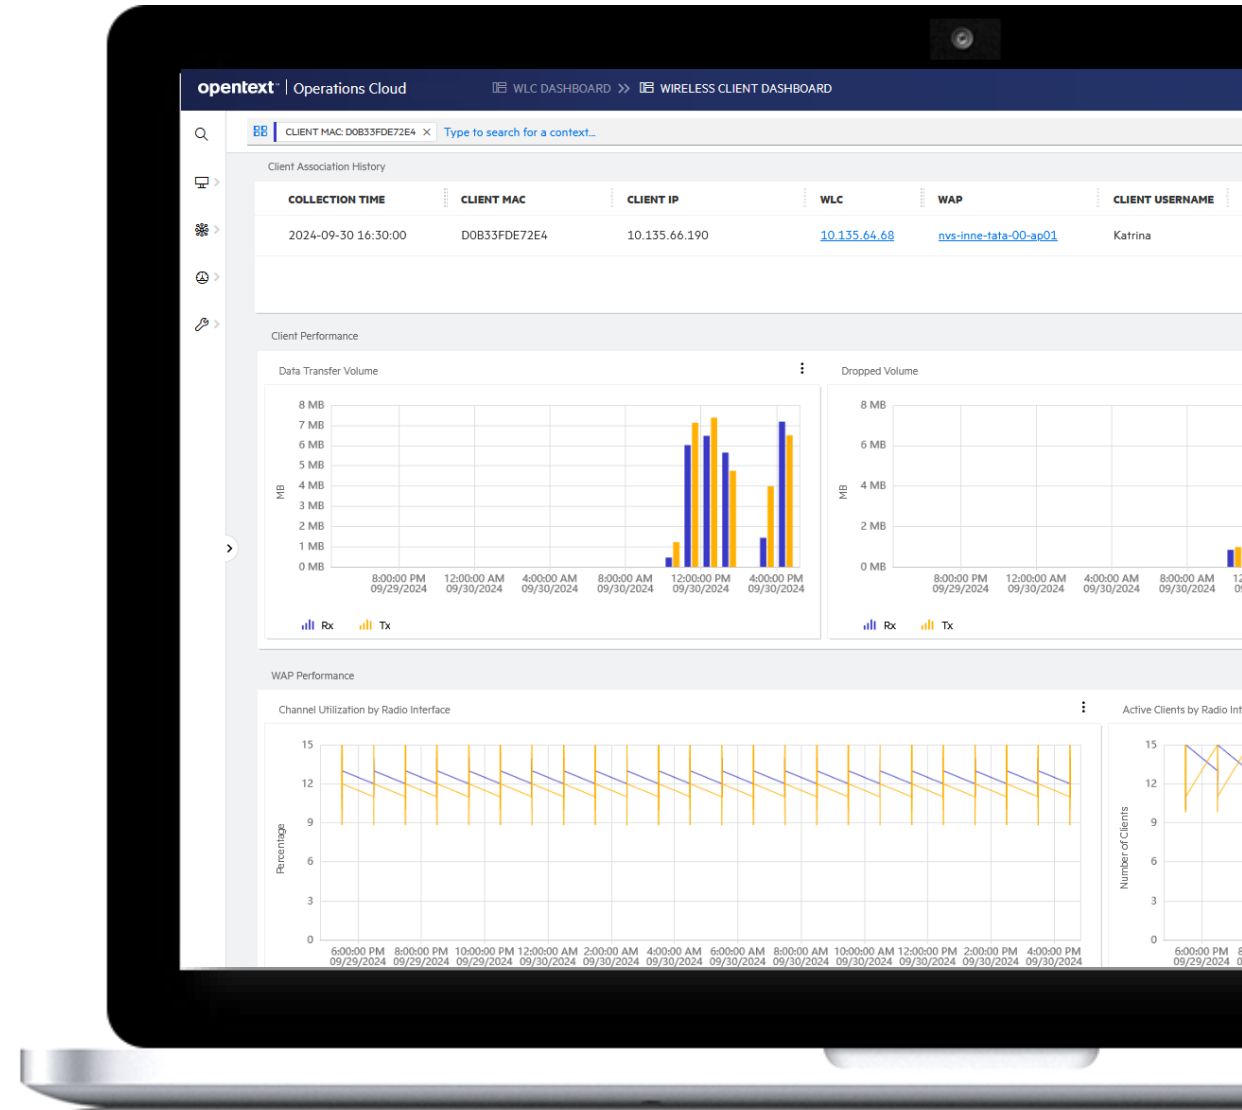 opentext™ | Operations Cloud WLC DASHBOARD >> WIRELESS CLIENT DASHBOARD
CLIENT MAC: D0B33FDE72E4 × Type to search for a context...
Client Association History
COLLECTION TIME CLIENT MAC CLIENT IP WLC WAP CLIENT USERNAME
2024-09-30 16:30:00 D0B33FDE72E4 10.135.66.190 10.135.64.68 nvs-inne-tata-00-ap01 Katrina
Client Performance
Data Transfer Volume
8 MB
7 MB
6 MB
5 MB
4 MB
3 MB
2 MB
1 MB
0 MB
MB
8:00:00 PM 12:00:00 AM 4:00:00 AM 8:00:00 AM 12:00:00 PM 4:00:00 PM
09/29/2024 09/30/2024 09/30/2024 09/30/2024 09/30/2024 09/30/2024
Rx Tx
Dropped Volume
8 MB
6 MB
4 MB
2 MB
0 MB
MB
8:00:00 PM 12:00:00 AM 4:00:00 AM 8:00:00 AM 12
09/29/2024 09/30/2024 09/30/2024 09/30/2024 09
Rx Tx
WAP Performance
Channel Utilization by Radio Interface
15
12
9
6
3
0
Percentage
6:00:00 PM 8:00:00 PM 10:00:00 PM 12:00:00 AM 2:00:00 AM 4:00:00 AM 6:00:00 AM 8:00:00 AM 10:00:00 AM 12:00:00 PM 2:00:00 PM 4:00:00 PM
09/29/2024 09/29/2024 09/29/2024 09/30/2024 09/30/2024 09/30/2024 09/30/2024 09/30/2024 09/30/2024 09/30/2024 09/30/2024 09/30/2024
Active Clients by Radio Int
15
12
9
6
3
0
Number of Clients
6:00:00 PM 8
09/29/2024 0